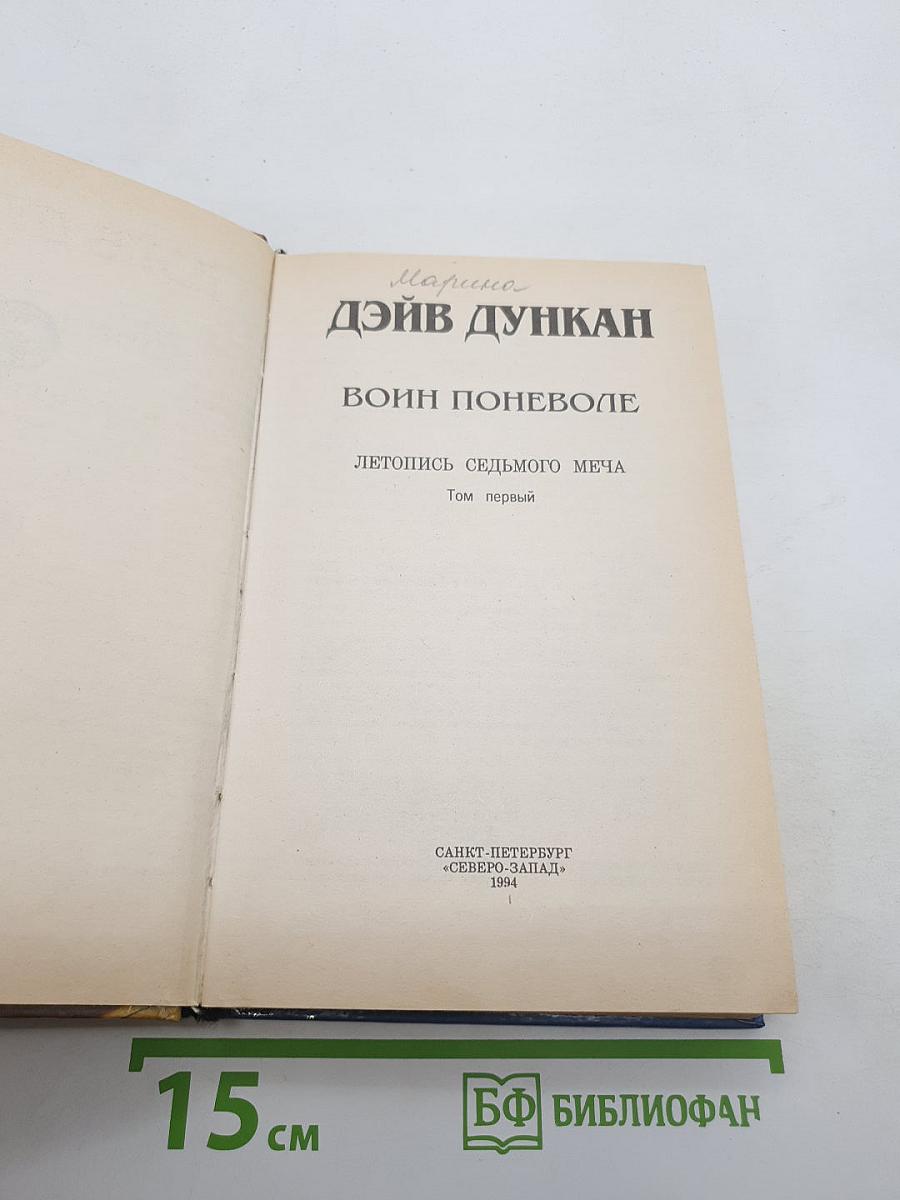 Марина
ДЭЙВ ДУНКАН
ВОИН ПОНЕВОЛЕ
ЛЕТОПИСЬ СЕДЬМОГО МЕЧА
Том первый
САНКТ-ПЕТЕРБУРГ
«СЕВЕРО-ЗАПАД»
1994
15 см
БФ БИБЛИОФАН